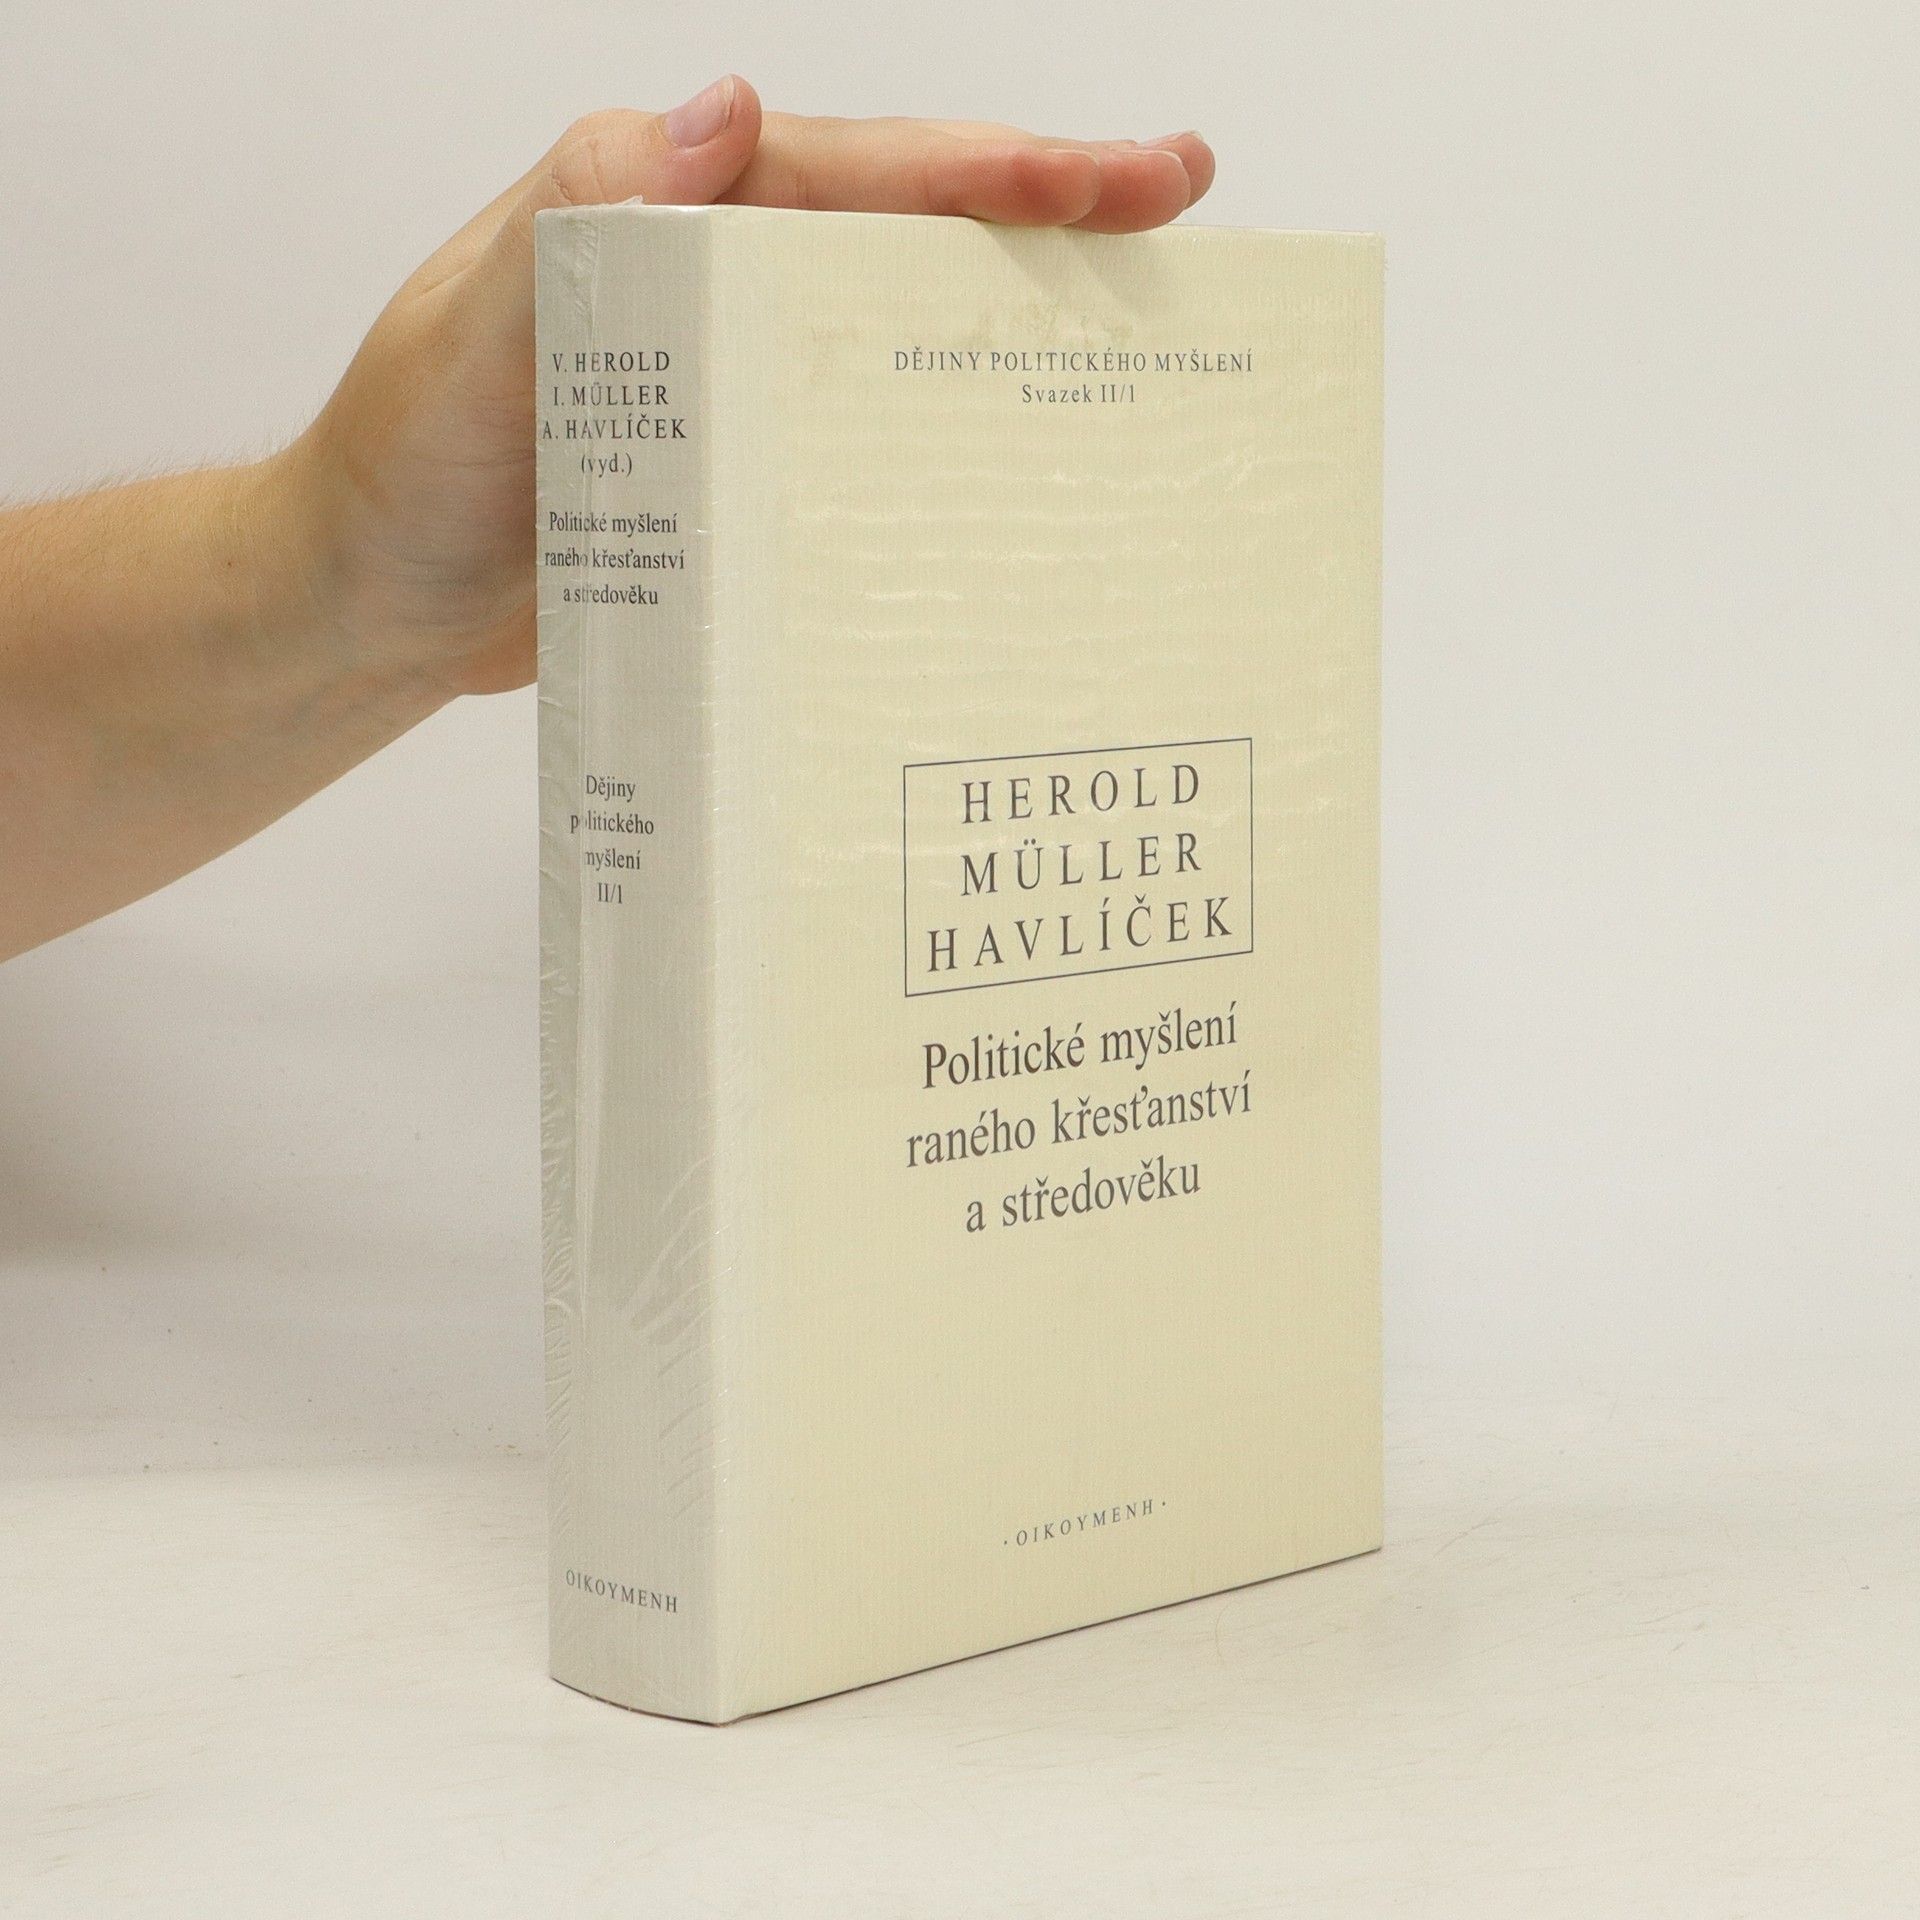 V. HEROLD
I. MÜLLER
A. HAVLÍČEK
(vyd.)
Politické myšlení
raného křesťanství
a středověku
Dějiny
politického
myšlení
II/1
OIKOYMENH
DĚJINY POLITICKÉHO MYŠLENÍ
Svazek II/1
HEROLD
MÜLLER
HAVLÍČEK
Politické myšlení
raného křesťanství
a středověku
· OIKOYMENH ·